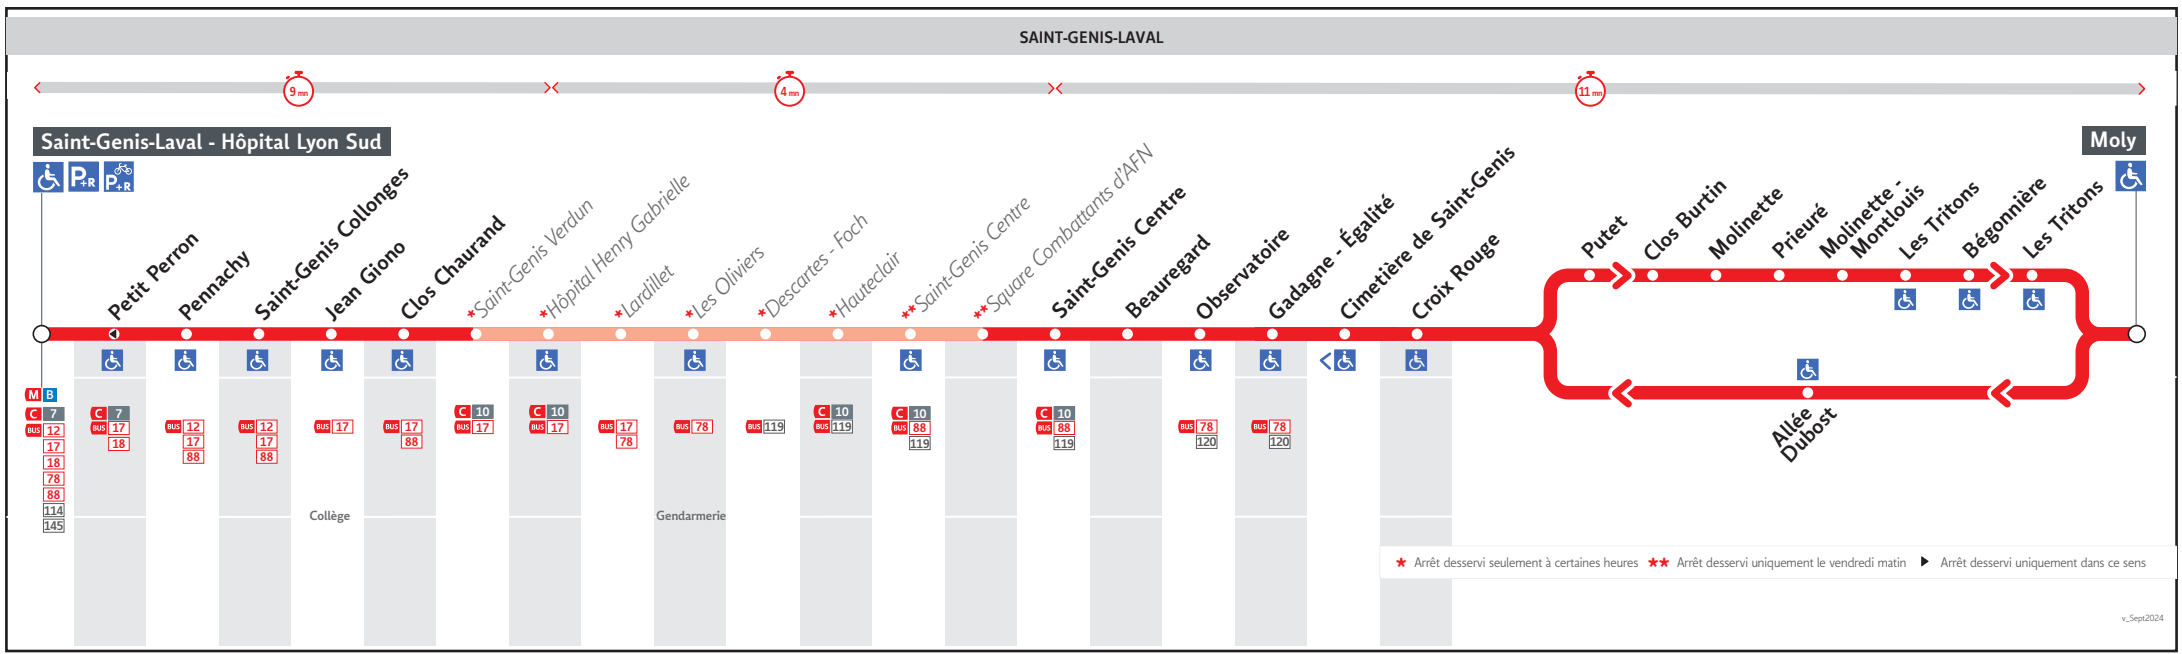 SAINT-GENIS-LAVAL
9 mn
4 mn
11 mn
Saint-Genis-Laval - Hôpital Lyon Sud
Moly
P+R
P+R
Petit Perron
Pennachy
Saint-Genis Collonges
Jean Giono
Clos Chaurand
*Saint-Genis Verdun
*Hôpital Henry Gabrielle
*Lardillet
*Les Oliviers
*Descartes - Foch
*Hauteclair
**Saint-Genis Centre
**Square Combattants d'AFN
Saint-Genis Centre
Beauregard
Observatoire
Gadagne - Égalité
Cimetière de Saint-Genis
Croix Rouge
Putet
Clos Burtin
Molinette
Prieuré
Molinette -
Montlouis
Les Tritons
Bégonnière
Les Tritons
Allée
Dubost
M B
C 7
BUS 12
17
18
78
88
114
145
C 7
BUS 17
18
BUS 12
17
88
BUS 12
17
88
BUS 17
BUS 17
88
C 10
BUS 17
C 10
BUS 17
BUS 17
78
BUS 78
BUS 119
C 10
BUS 119
C 10
BUS 88
119
C 10
BUS 88
119
BUS 78
120
BUS 78
120
Collège
Gendarmerie
* Arrêt desservi seulement à certaines heures ** Arrêt desservi uniquement le vendredi matin Arrêt desservi uniquement dans ce sens
v_Sept2024